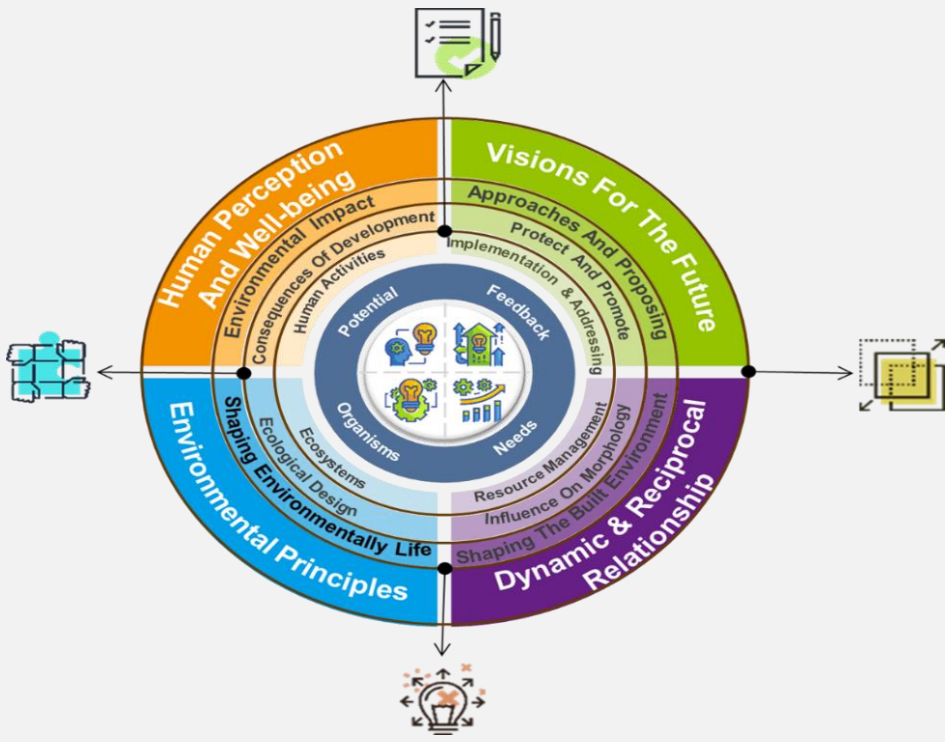 Human Perception
And Well-being
Environmental Impact
Consequences Of Development
Human Activities
Visions For The Future
Approaches And Proposing
Protect And Promote
Implementation & Addressing
Potential
Feedback
Organisms
Needs
Ecosystems
Ecological Design
Shaping Environmentally Life
Environmental Principles
Resource Management
Influence On Morphology
Shaping The Built Environment
Dynamic & Reciprocal
Relationship